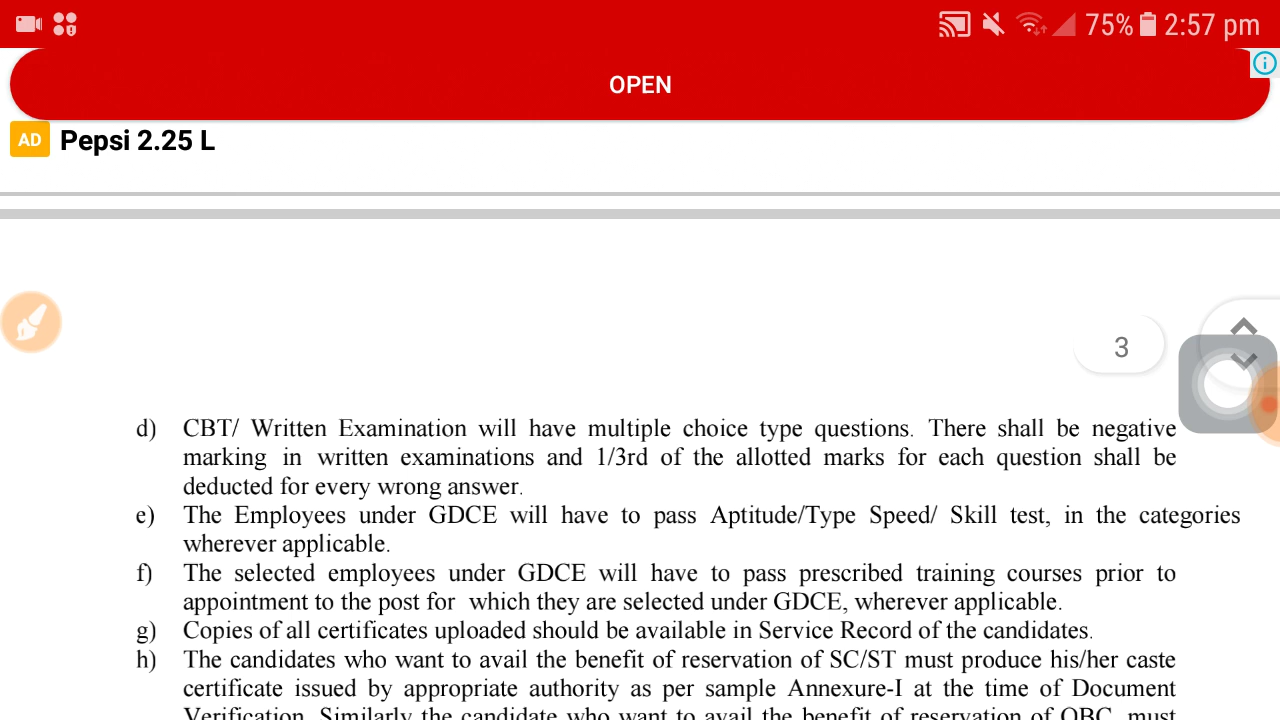 75% 2:57 pm
OPEN
AD Pepsi 2.25 L
3
d) CBT/ Written Examination will have multiple choice type questions. There shall be negative
marking in written examinations and 1/3rd of the allotted marks for each question shall be
deducted for every wrong answer.
e) The Employees under GDCE will have to pass Aptitude/Type Speed/ Skill test, in the categories
wherever applicable.
f) The selected employees under GDCE will have to pass prescribed training courses prior to
appointment to the post for which they are selected under GDCE, wherever applicable.
g) Copies of all certificates uploaded should be available in Service Record of the candidates.
h) The candidates who want to avail the benefit of reservation of SC/ST must produce his/her caste
certificate issued by appropriate authority as per sample Annexure-I at the time of Document
Verification. Similarly the candidate who want to avail the benefit of reservation of OBC must